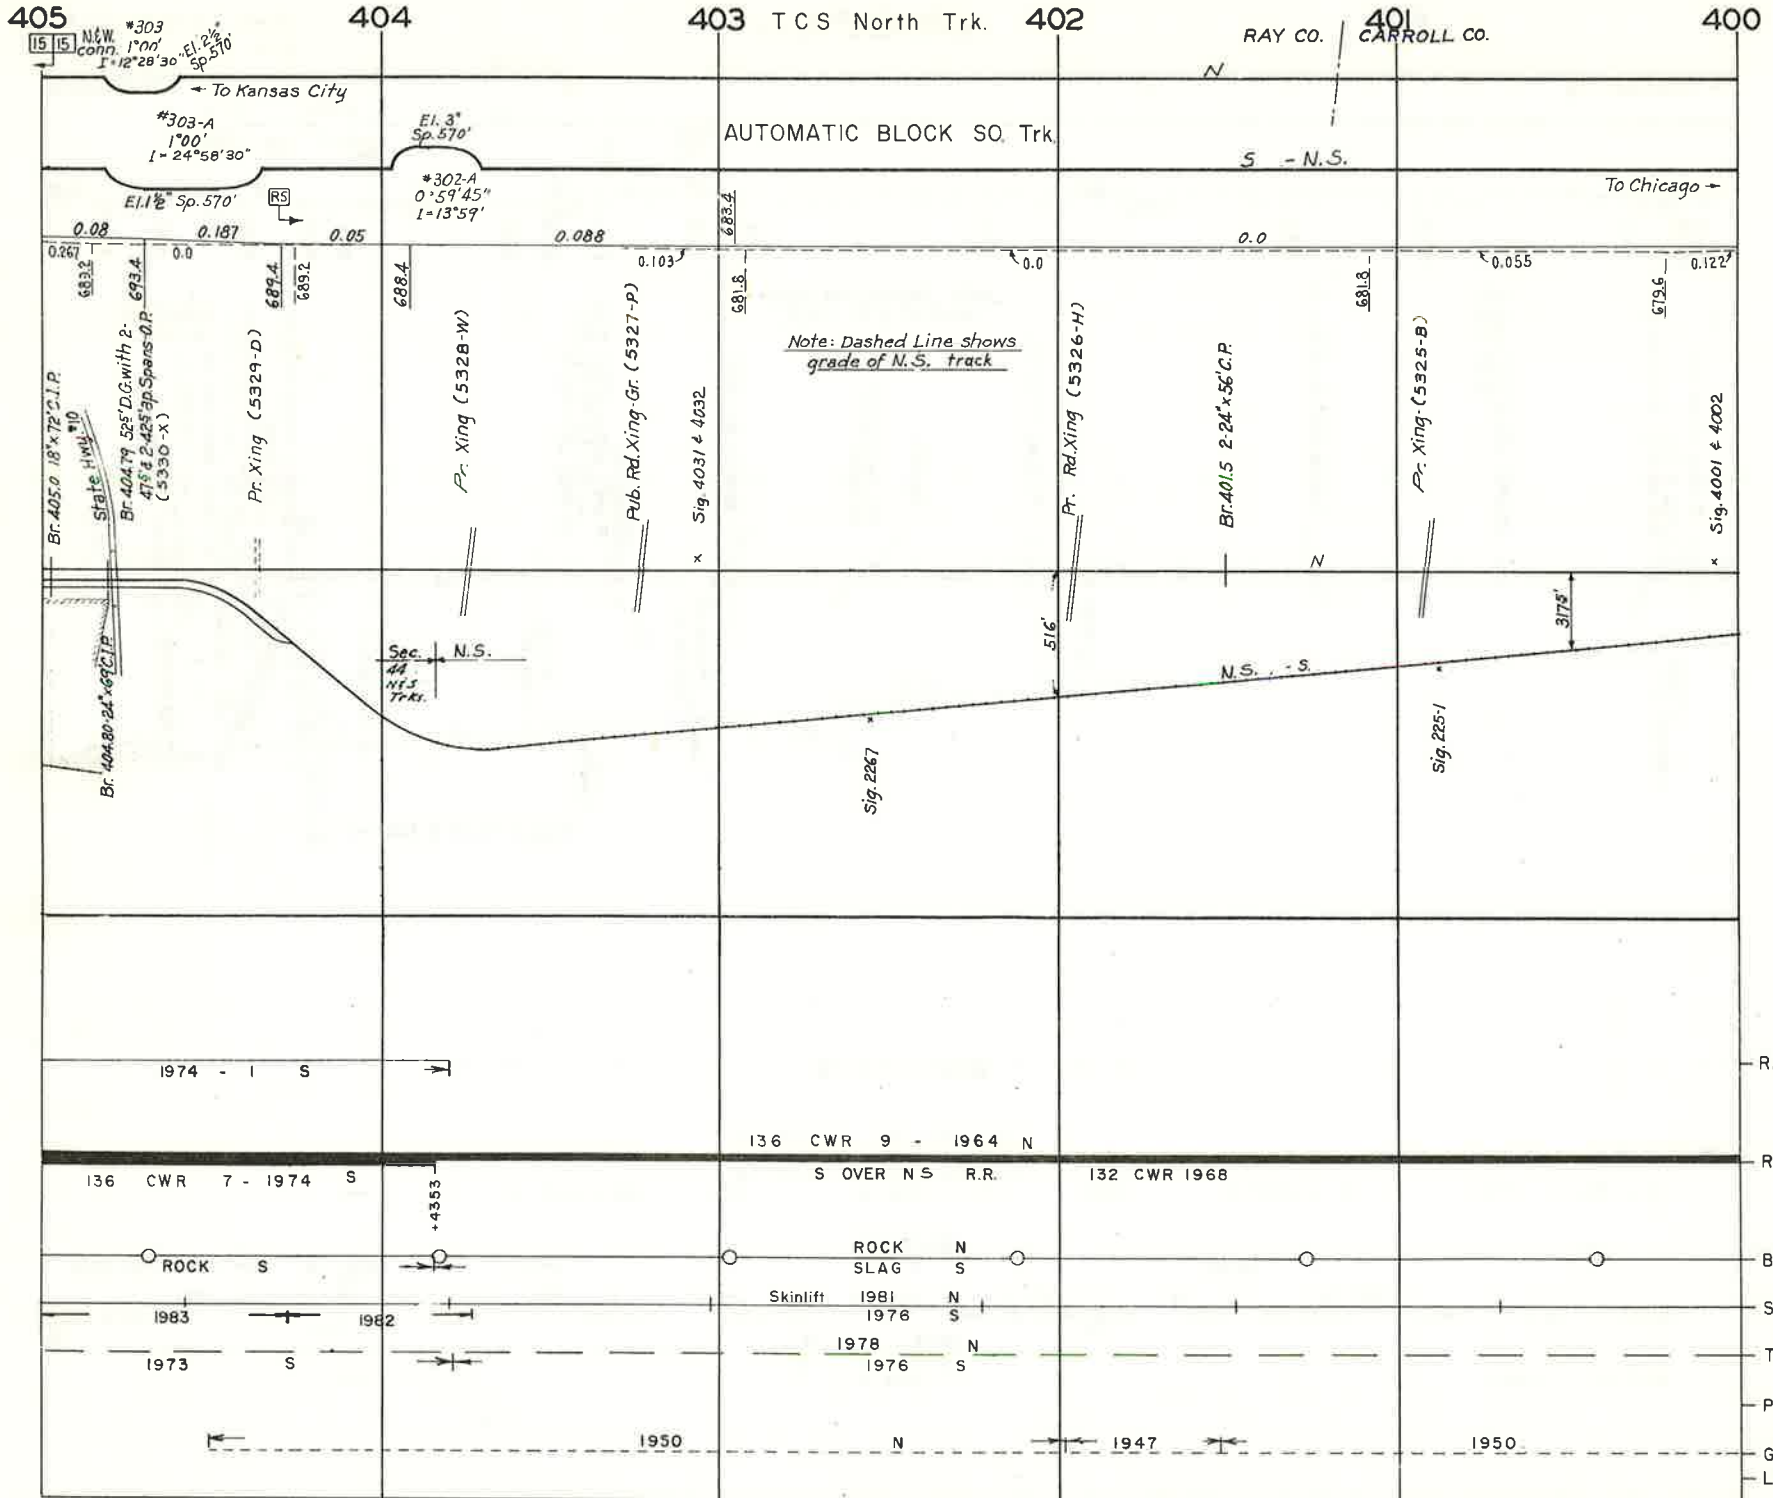 405 404 403 TCS North Trk. 402 401 400
15 15 N.&W. conn. #303
1°00'
I=12°28'30" El. 2½" Sp. 570'
RAY CO. CARROLL CO.
N
← To Kansas City
#303-A
1°00'
I=24°58'30"
El. 1½" Sp. 570'
El. 3"
Sp. 570'
#302-A
0°59'45"
I=13°59'
AUTOMATIC BLOCK SO. Trk.
S - N.S.
To Chicago →
RS
0.08 0.187 0.05 0.088 0.0
0.267 0.0 0.103 0.0 0.055 0.122
683.2
693.4
689.4
689.2
688.4
683.4
681.8
681.8
679.6
Note: Dashed Line shows
grade of N.S. track
Br. 405.0 18"x72' C.I.P.
State Hwy. #10
Br. 404.79 52⁵' D.G. with 2-
47⁵' & 2-42⁵' ap. Spans-O.P.
(5330-X)
Pr. Xing (5329-D)
Pr. Xing (5328-W)
Pub. Rd. Xing-Gr. (5327-P)
x Sig. 4031 & 4032
Pr. Rd. Xing (5326-H)
Br. 401.5 2-24"x56' C.P.
Pr. Xing-(5325-B)
x Sig. 4001 & 4002
N
516'
317⁵'
Sec.
44
N&S
Trks.
N.S.
N.S. - S.
Br. 404.80-24"x69' C.I.P.
Sig. 2267
Sig. 225-1
1974 - 1 S
R
136 CWR 9 - 1964 N
R
136 CWR 7 - 1974 S
S OVER NS R.R. 132 CWR 1968
+4353
ROCK N
B
ROCK S
SLAG S
Skinlift 1981 N
S
1983 1982 1976 S
1978 N
T
1973 S 1976 S
P
1950 N 1947 1950
G
L